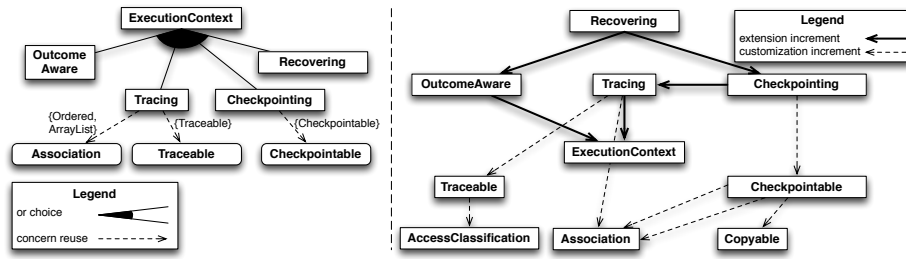 ExecutionContext
Outcome
Aware
Recovering
Tracing
Checkpointing
{Ordered,
ArrayList}
{Traceable}
{Checkpointable}
Association
Traceable
Checkpointable
Legend
or choice
concern reuse
Recovering
Legend
extension increment
customization increment
OutcomeAware
Tracing
Checkpointing
ExecutionContext
Traceable
Checkpointable
AccessClassification
Association
Copyable